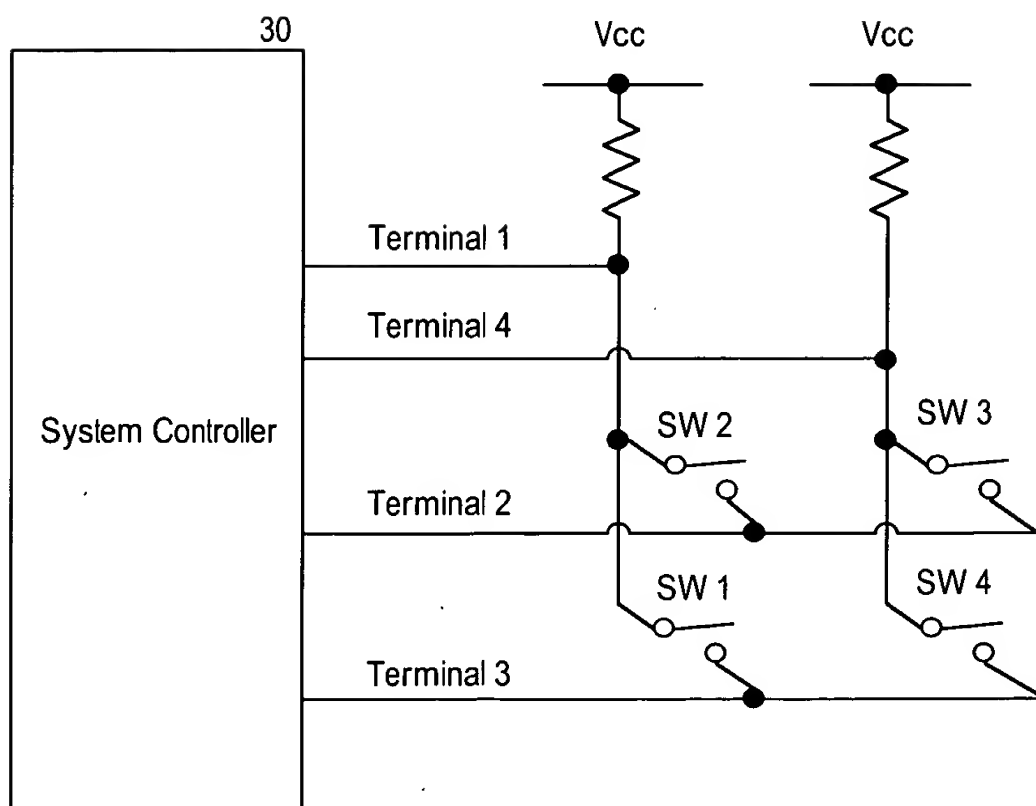 30
Vcc
Vcc
Terminal 1
Terminal 4
System Controller
SW 2
SW 3
Terminal 2
SW 1
SW 4
Terminal 3